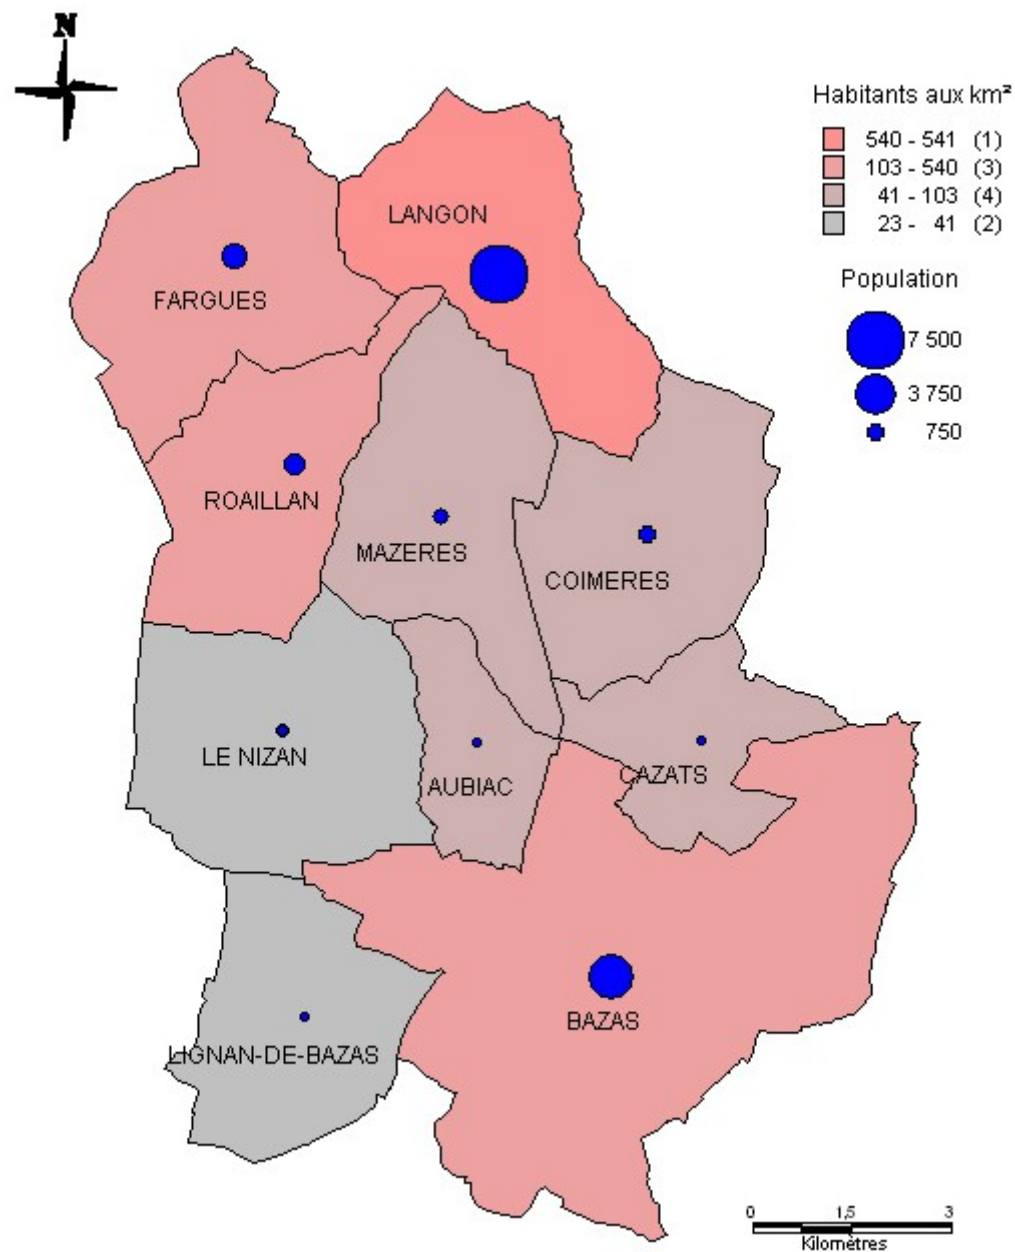 N
Habitants aux km²
540 - 541 (1)
103 - 540 (3)
41 - 103 (4)
23 - 41 (2)
Population
7 500
3 750
750
LANGON
FARGUES
ROAILLAN
MAZERES
COIMERES
LE NIZAN
AUBIAC
CAZATS
BAZAS
LIGNAN-DE-BAZAS
0 1,5 3
Kilomètres